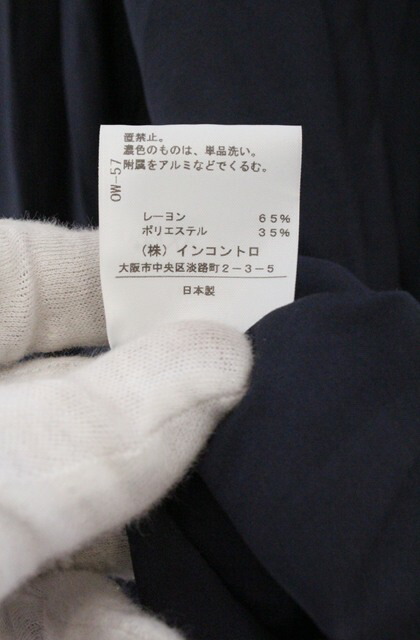 直禁止。
濃色のものは、単品洗い。
附属をアルミなどでくるむ。
OW-57
レーヨン 65%
ポリエステル 35%
(株) インコントロ
大阪市中央区淡路町2-3-5
日本製